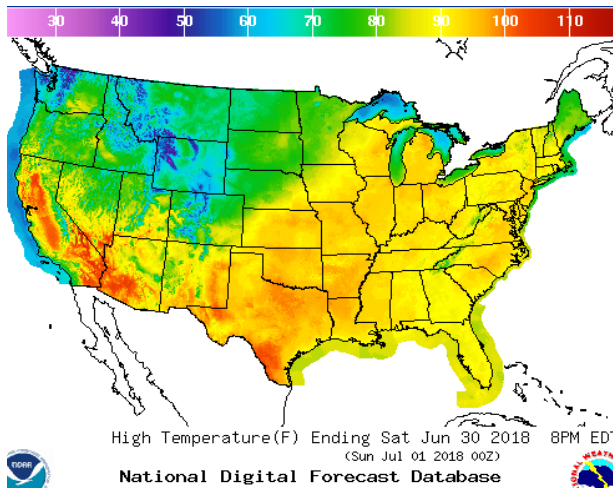 30 40 50 60 70 80 90 100 110
High Temperature(F) Ending Sat Jun 30 2018 8PM EDT
(Sun Jul 01 2018 00Z)
National Digital Forecast Database
noaa